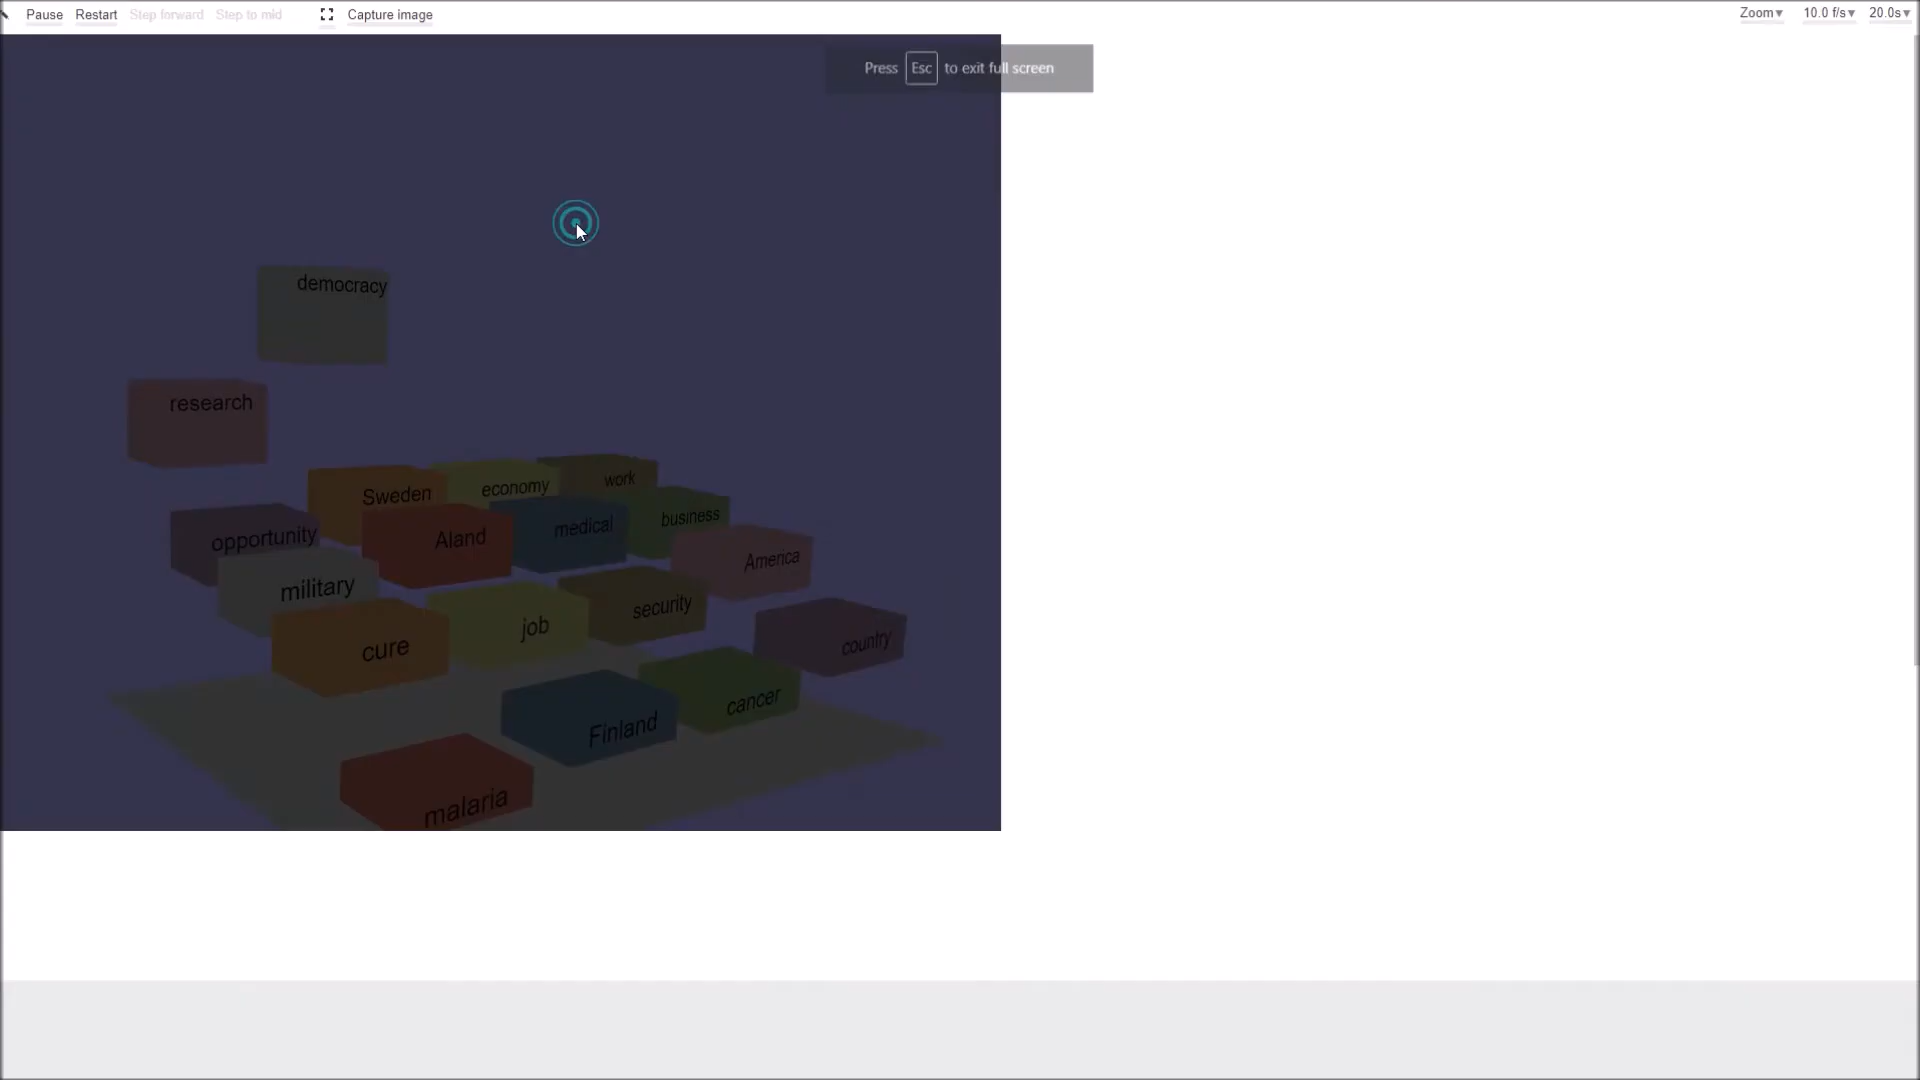 Pause Restart Step forward Step to mid Capture image Zoom▾ 10.0 f/s▾ 20.0s▾
Press Esc to exit full screen
democracy
research
Sweden economy work
opportunity Aland medical business
military America
cure job security country
Finland cancer
malaria